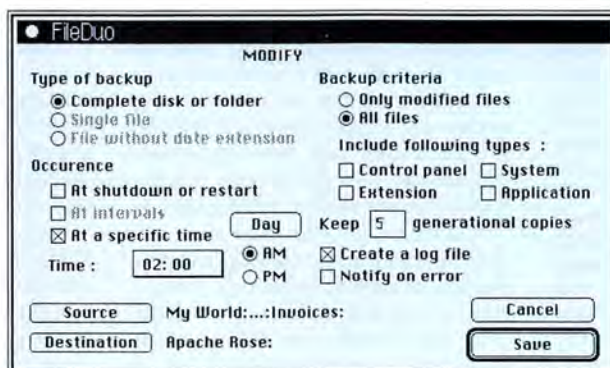 FileDuo
MODIFY
Type of backup
Complete disk or folder
Single file
File without date extension
Occurence
At shutdown or restart
At intervals
At a specific time
Day
Time :
02: 00
AM
PM
Backup criteria
Only modified files
All files
Include following types :
Control panel System
Extension Application
Keep 5 generational copies
Create a log file
Notify on error
Source My World:...:Invoices:
Destination Apache Rose:
Cancel
Save